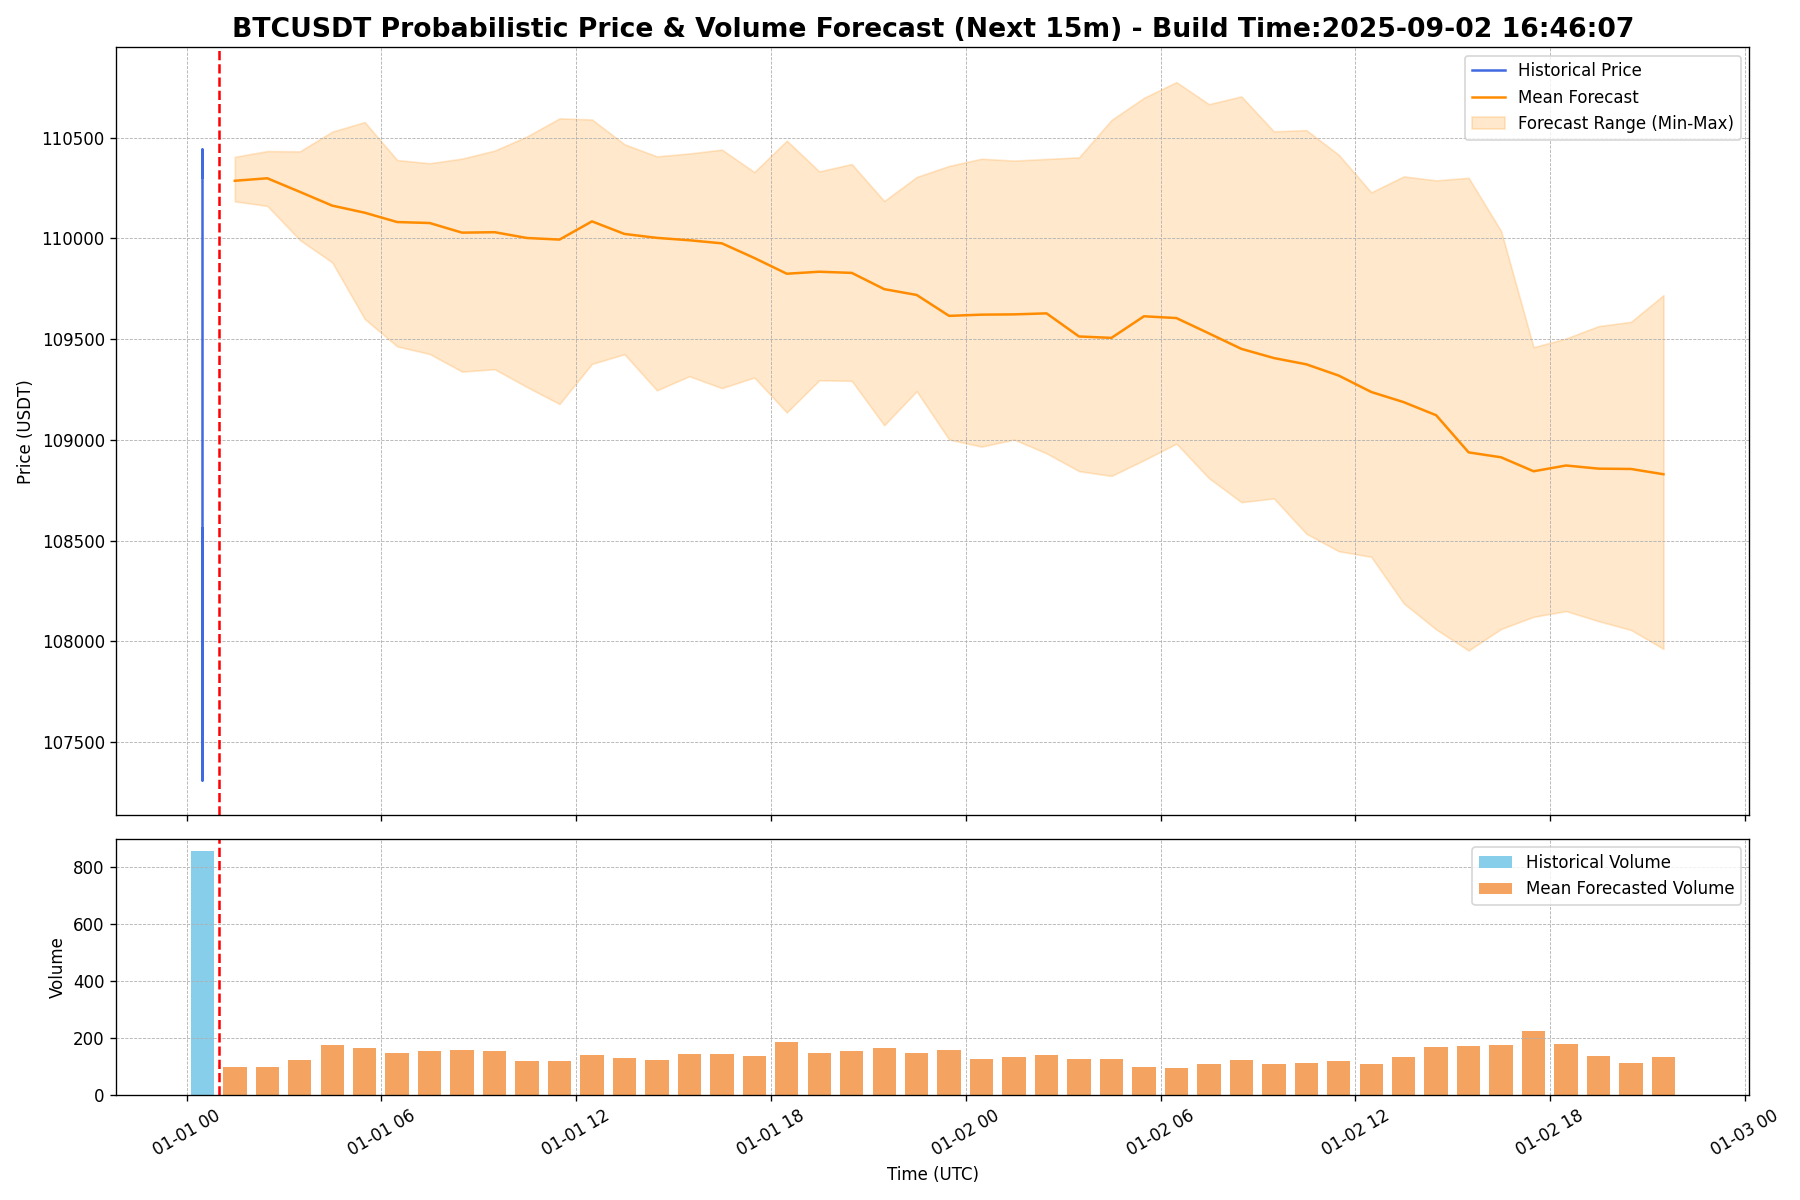 BTCUSDT Probabilistic Price & Volume Forecast (Next 15m) - Build Time:2025-09-02 16:46:07
Historical Price
Mean Forecast
Forecast Range (Min-Max)
110500
110000
109500
109000
108500
108000
107500
Price (USDT)
Historical Volume
Mean Forecasted Volume
800
600
400
200
0
Volume
01-01 00
01-01 06
01-01 12
01-01 18
01-02 00
01-02 06
01-02 12
01-02 18
01-03 00
Time (UTC)